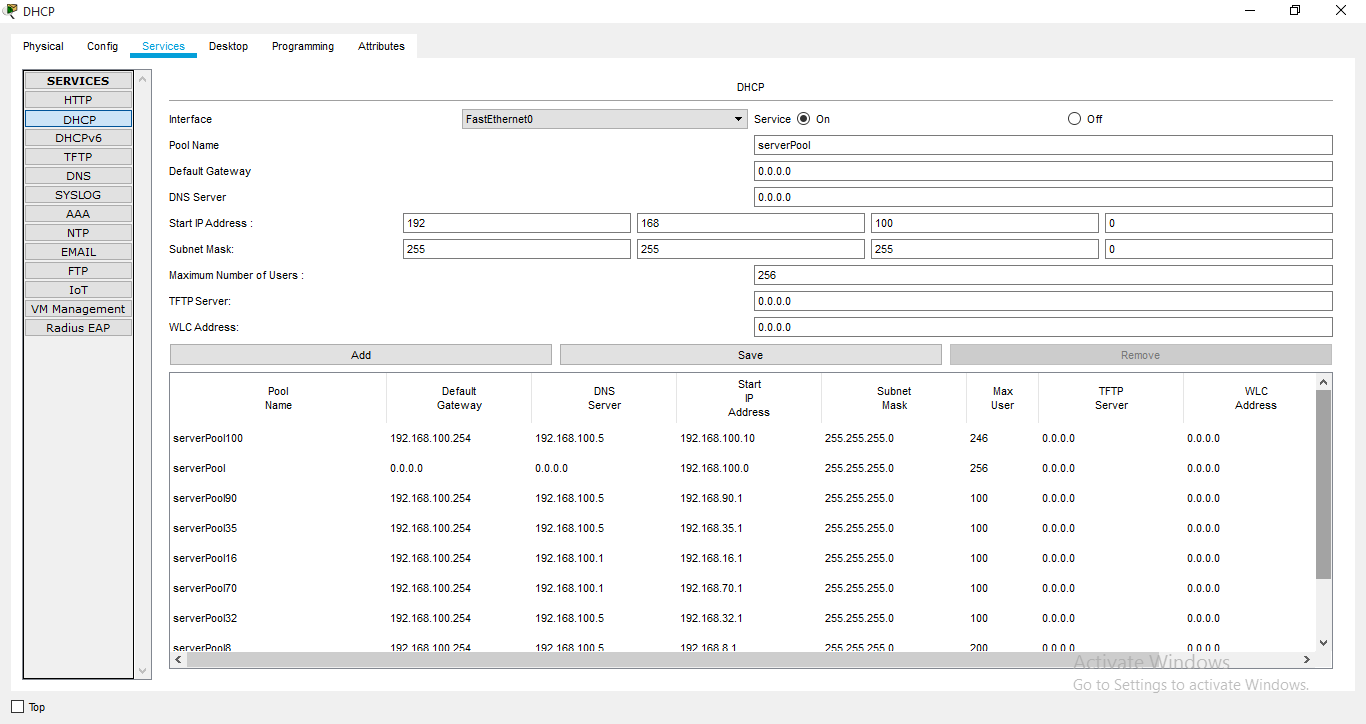 DHCP
Physical Config Services Desktop Programming Attributes
SERVICES
HTTP
DHCP
DHCPv6
TFTP
DNS
SYSLOG
AAA
NTP
EMAIL
FTP
IoT
VM Management
Radius EAP
DHCP
Interface FastEthernet0 Service On Off
Pool Name serverPool
Default Gateway 0.0.0.0
DNS Server 0.0.0.0
Start IP Address : 192 168 100 0
Subnet Mask: 255 255 255 0
Maximum Number of Users : 256
TFTP Server: 0.0.0.0
WLC Address: 0.0.0.0
Add Save Remove
Pool Name Default Gateway DNS Server Start IP Address Subnet Mask Max User TFTP Server WLC Address
serverPool100 192.168.100.254 192.168.100.5 192.168.100.10 255.255.255.0 246 0.0.0.0 0.0.0.0
serverPool 0.0.0.0 0.0.0.0 192.168.100.0 255.255.255.0 256 0.0.0.0 0.0.0.0
serverPool90 192.168.100.254 192.168.100.5 192.168.90.1 255.255.255.0 100 0.0.0.0 0.0.0.0
serverPool35 192.168.100.254 192.168.100.5 192.168.35.1 255.255.255.0 100 0.0.0.0 0.0.0.0
serverPool16 192.168.100.254 192.168.100.1 192.168.16.1 255.255.255.0 100 0.0.0.0 0.0.0.0
serverPool70 192.168.100.254 192.168.100.1 192.168.70.1 255.255.255.0 100 0.0.0.0 0.0.0.0
serverPool32 192.168.100.254 192.168.100.5 192.168.32.1 255.255.255.0 100 0.0.0.0 0.0.0.0
serverPool8 192.168.100.254 192.168.100.5 192.168.8.1 255.255.255.0 200 0.0.0.0 0.0.0.0
Activate Windows
Go to Settings to activate Windows.
Top